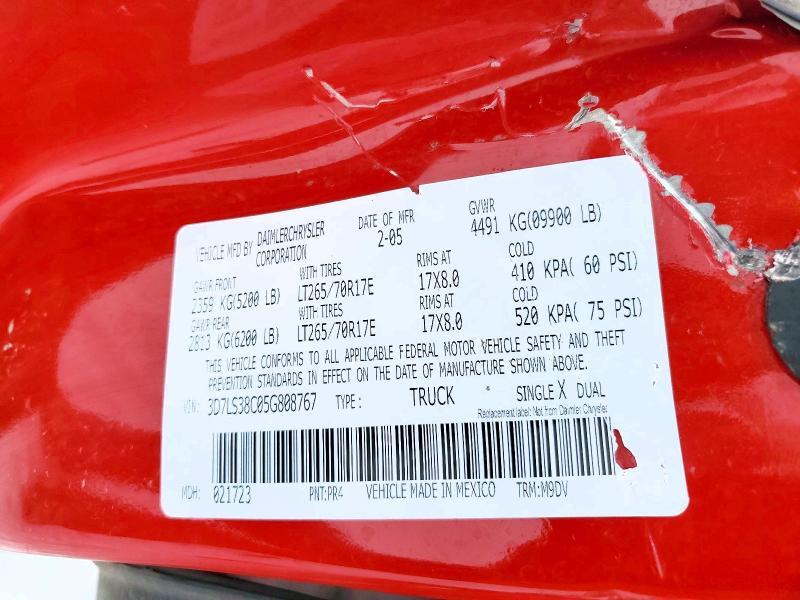 VEHICLE MFD BY DAIMLERCHRYSLER CORPORATION DATE OF MFR 2-05 GVWR 4491 KG(09900 LB)
GAWR FRONT WITH TIRES RIMS AT COLD
2359 KG(5200 LB) LT265/70R17E 17X8.0 410 KPA( 60 PSI)
GAWR REAR WITH TIRES RIMS AT COLD
2813 KG(6200 LB) LT265/70R17E 17X8.0 520 KPA( 75 PSI)
THIS VEHICLE CONFORMS TO ALL APPLICABLE FEDERAL MOTOR VEHICLE SAFETY AND THEFT
PREVENTION STANDARDS IN EFFECT ON THE DATE OF MANUFACTURE SHOWN ABOVE.
VIN: 3D7LS38C05G808767 TYPE: TRUCK SINGLE X DUAL
Replacement label: Not from Daimler Chrysler
MDH: 021723 PNT:PR4 VEHICLE MADE IN MEXICO TRM:M9DV